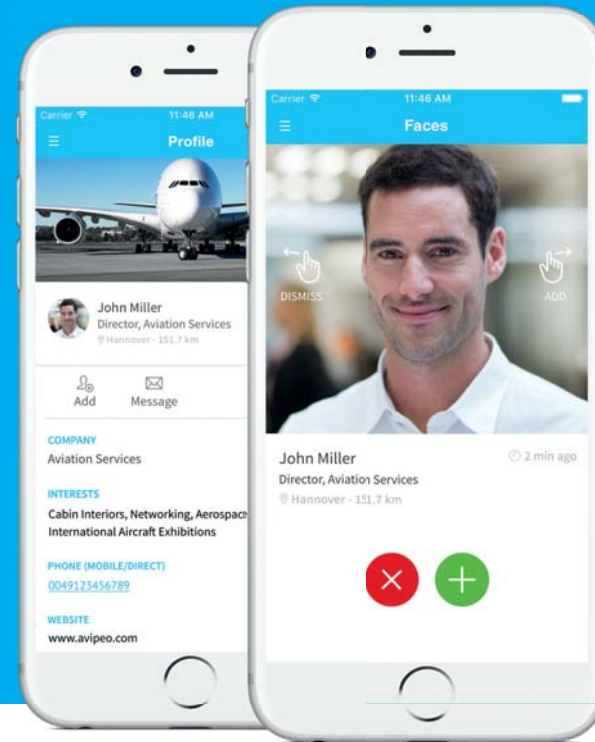 Carrier
11:46 AM
Profile
John Miller
Director, Aviation Services
Hannover - 151.7 km
Add
Message
COMPANY
Aviation Services
INTERESTS
Cabin Interiors, Networking, Aerospace
International Aircraft Exhibitions
PHONE (MOBILE/DIRECT)
0049123456789
WEBSITE
www.avipeo.com
Carrier
11:46 AM
Faces
DISMISS
ADD
John Miller
2 min ago
Director, Aviation Services
Hannover - 151.7 km